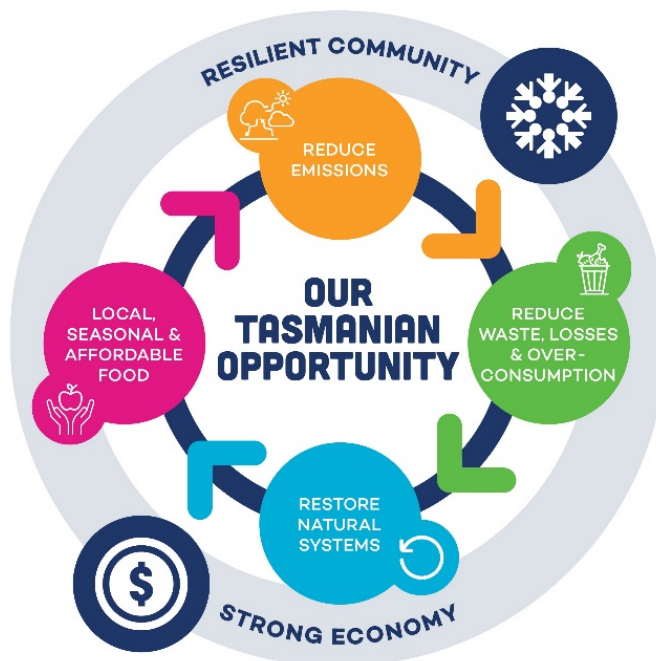 RESILIENT COMMUNITY
REDUCE
EMISSIONS
REDUCE
WASTE, LOSSES
& OVER-
CONSUMPTION
OUR
TASMANIAN
OPPORTUNITY
LOCAL,
SEASONAL &
AFFORDABLE
FOOD
RESTORE
NATURAL
SYSTEMS
$
STRONG ECONOMY